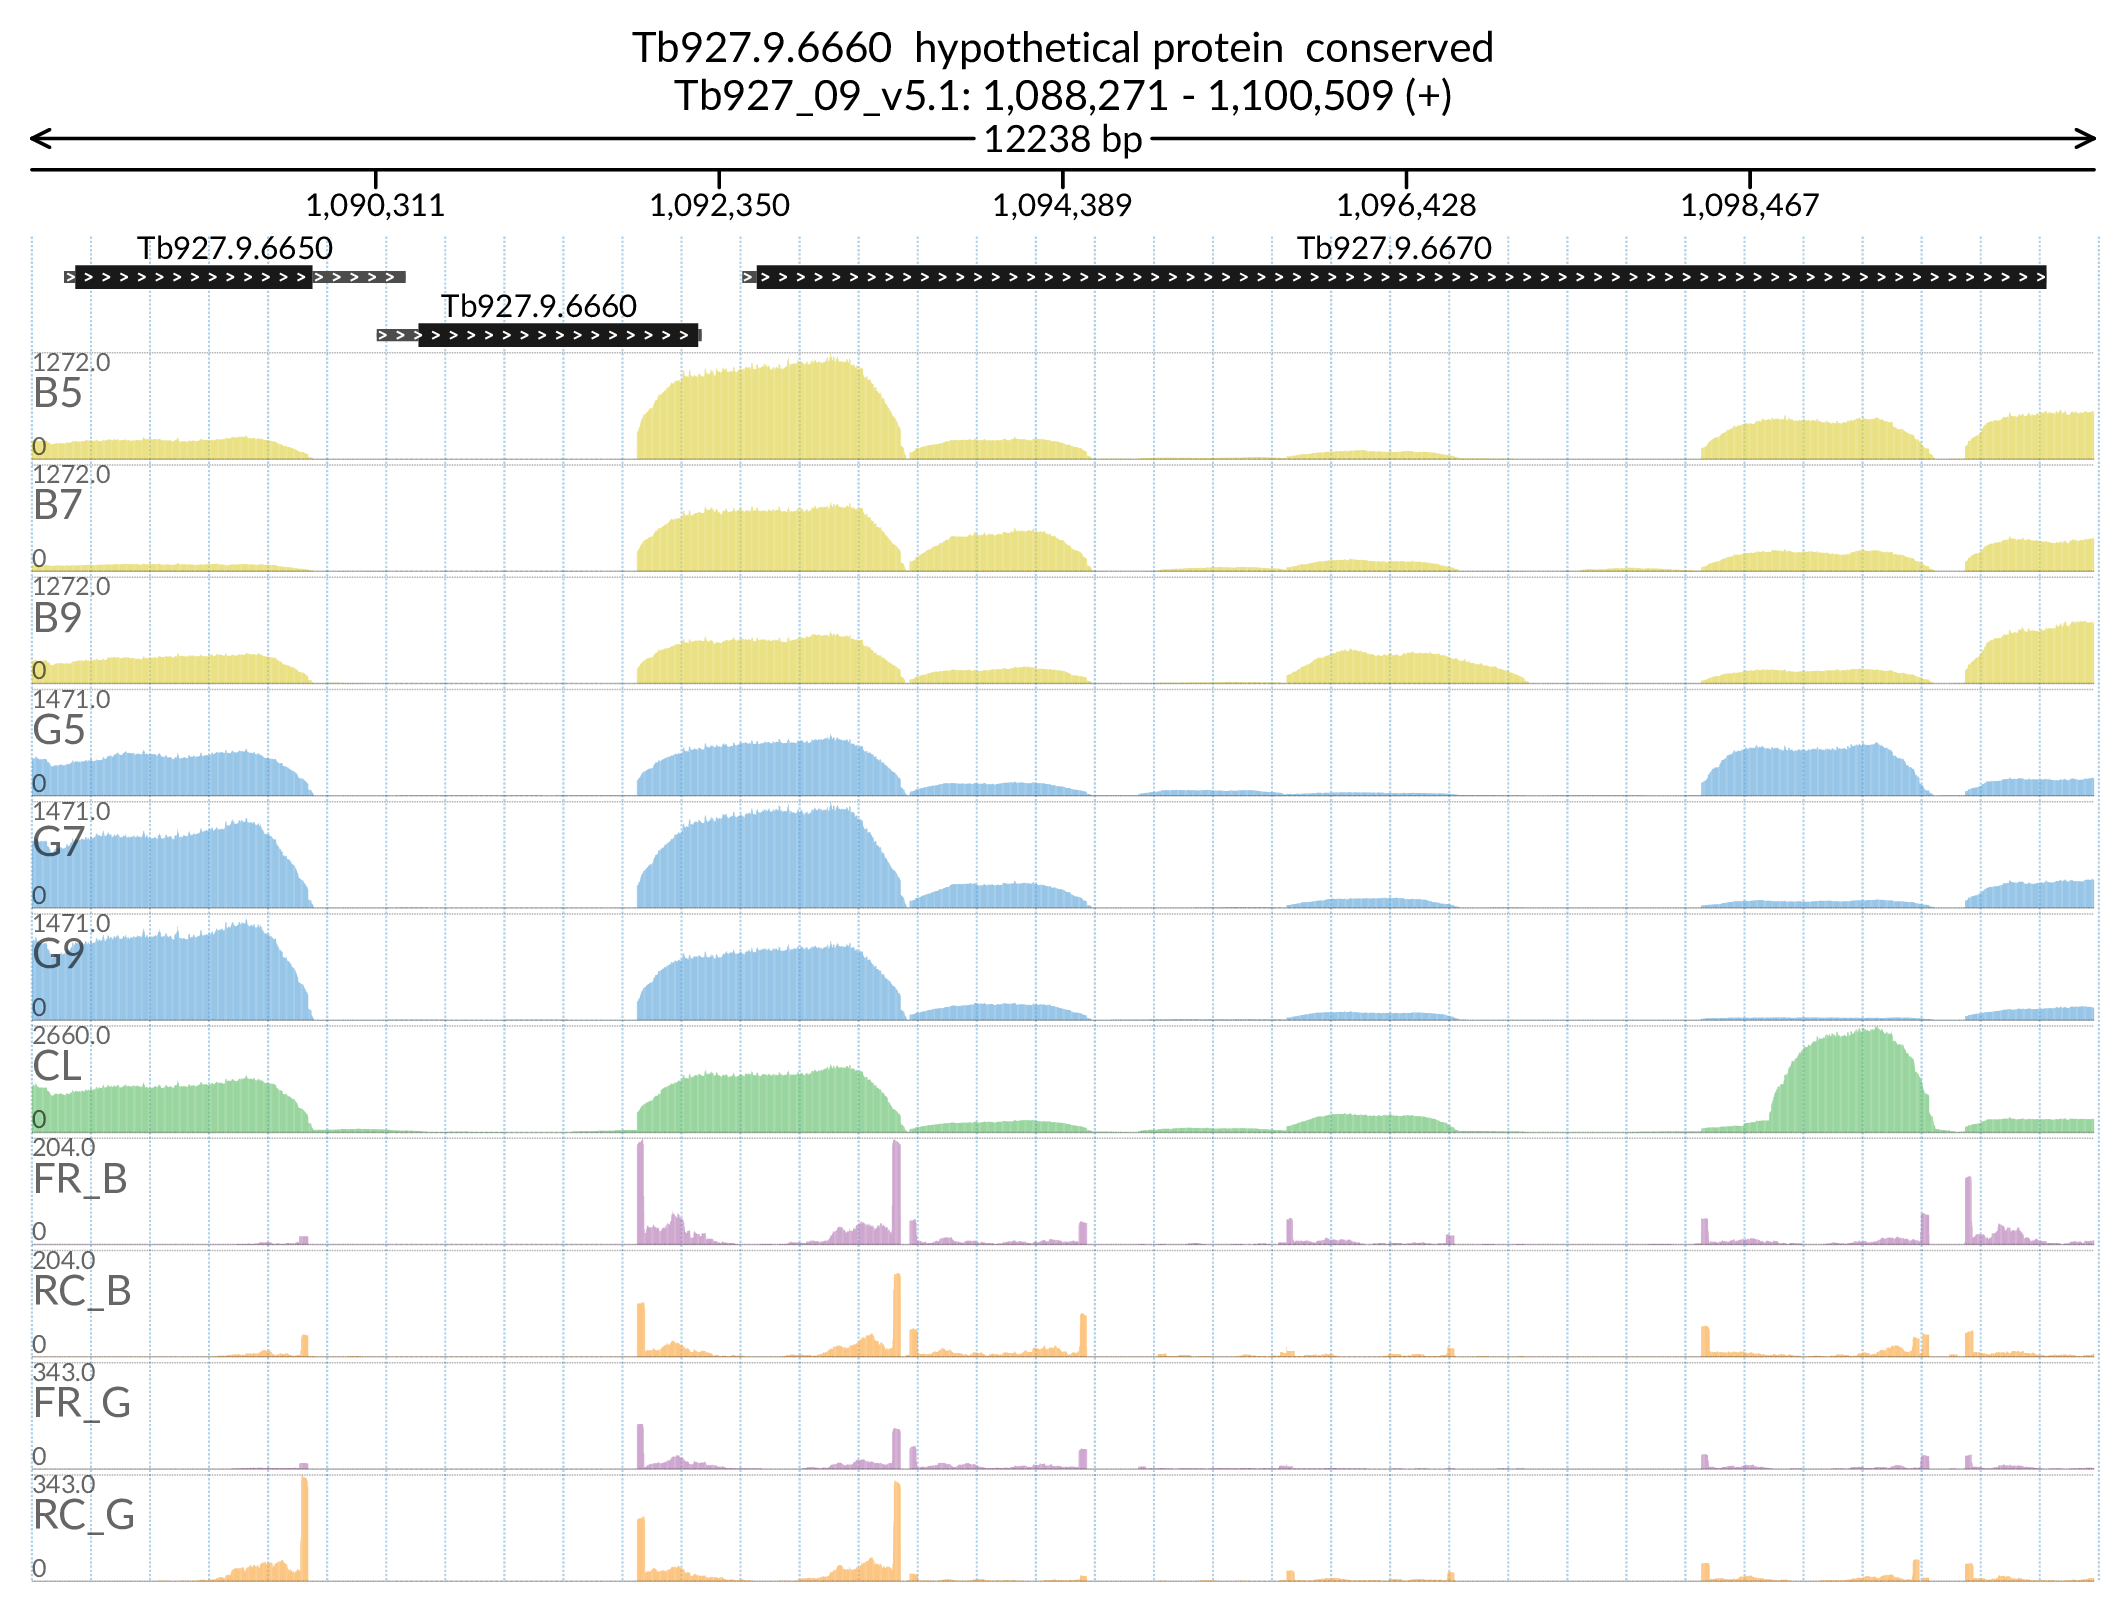 Tb927.9.6660  hypothetical protein  conserved
Tb927_09_v5.1: 1,088,271 - 1,100,509 (+)
12238 bp
1,090,311 1,092,350 1,094,389 1,096,428 1,098,467
Tb927.9.6650 Tb927.9.6670
Tb927.9.6660
1272.0
B5
0
1272.0
B7
0
1272.0
B9
0
1471.0
G5
0
1471.0
G7
0
1471.0
G9
0
2660.0
CL
0
204.0
FR_B
0
204.0
RC_B
0
343.0
FR_G
0
343.0
RC_G
0